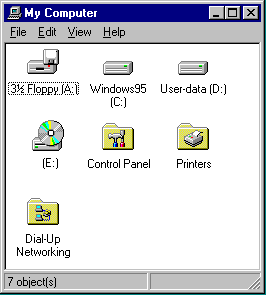 My Computer
File Edit View Help
3½ Floppy (A:) Windows95 User-data (D:)
(C:)
(E:) Control Panel Printers
Dial-Up
Networking
7 object(s)